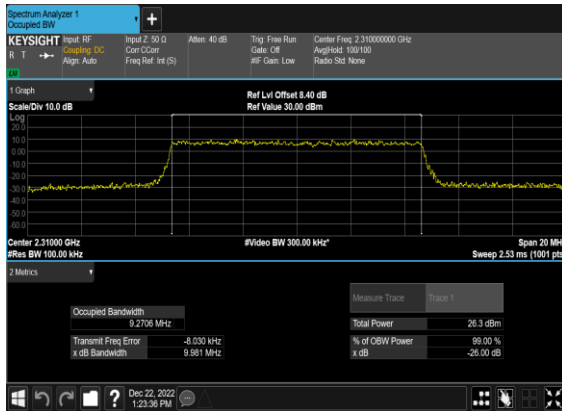 Spectrum Analyzer 1
Occupied BW
+
KEYSIGHT
R T
LXI
Input: RF
Coupling: DC
Align: Auto
Input Z: 50 Ω
Corr CCorr
Freq Ref: Int (S)
Atten: 40 dB
Trig: Free Run
Gate: Off
#IF Gain: Low
Center Freq: 2.310000000 GHz
Avg|Hold: 100/100
Radio Std: None
1 Graph
Scale/Div 10.0 dB
Ref Lvl Offset 8.40 dB
Ref Value 30.00 dBm
Log
20.0
10.0
0.00
-10.0
-20.0
-30.0
-40.0
-50.0
-60.0
Center 2.31000 GHz
#Res BW 100.00 kHz
#Video BW 300.00 kHz*
Span 20 MH
Sweep 2.53 ms (1001 pts
2 Metrics
Measure Trace Trace 1
Occupied Bandwidth
9.2706 MHz
Total Power 26.3 dBm
Transmit Freq Error -8.030 kHz
% of OBW Power 99.00 %
x dB Bandwidth 9.981 MHz
x dB -26.00 dB
?
Dec 22, 2022
1:23:36 PM